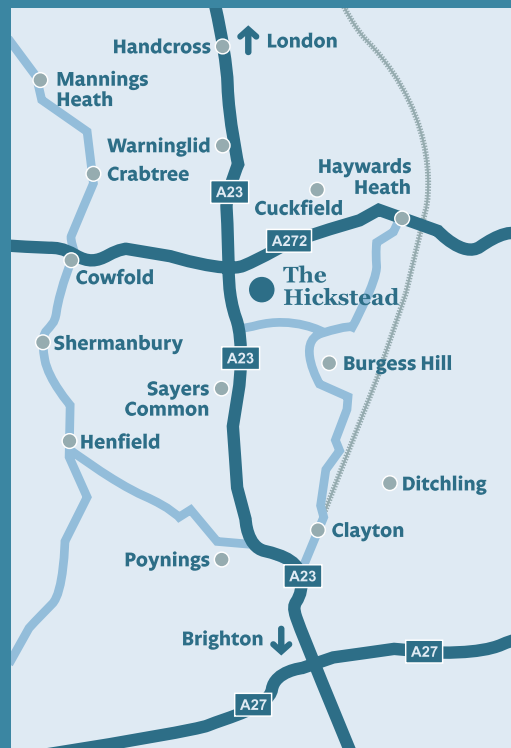 Handcross
London
Mannings
Heath
Warninglid
Crabtree
Haywards
Heath
A23
Cuckfield
A272
Cowfold
The
Hickstead
Shermanbury
A23
Burgess Hill
Sayers
Common
Henfield
Ditchling
Clayton
Poynings
A23
Brighton
A27
A27